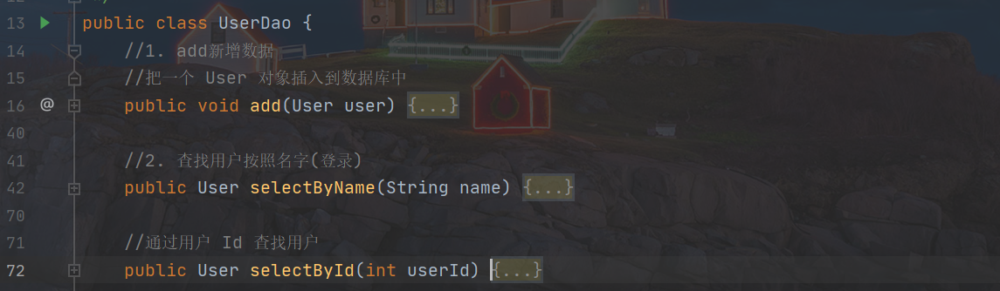 13 public class UserDao {
14 //1. add新增数据
15 //把一个 User 对象插入到数据库中
16 @ public void add(User user) {...}
40
41 //2. 查找用户按照名字(登录)
42 public User selectByName(String name) {...}
70
71 //通过用户 Id 查找用户
72 public User selectById(int userId) {...}